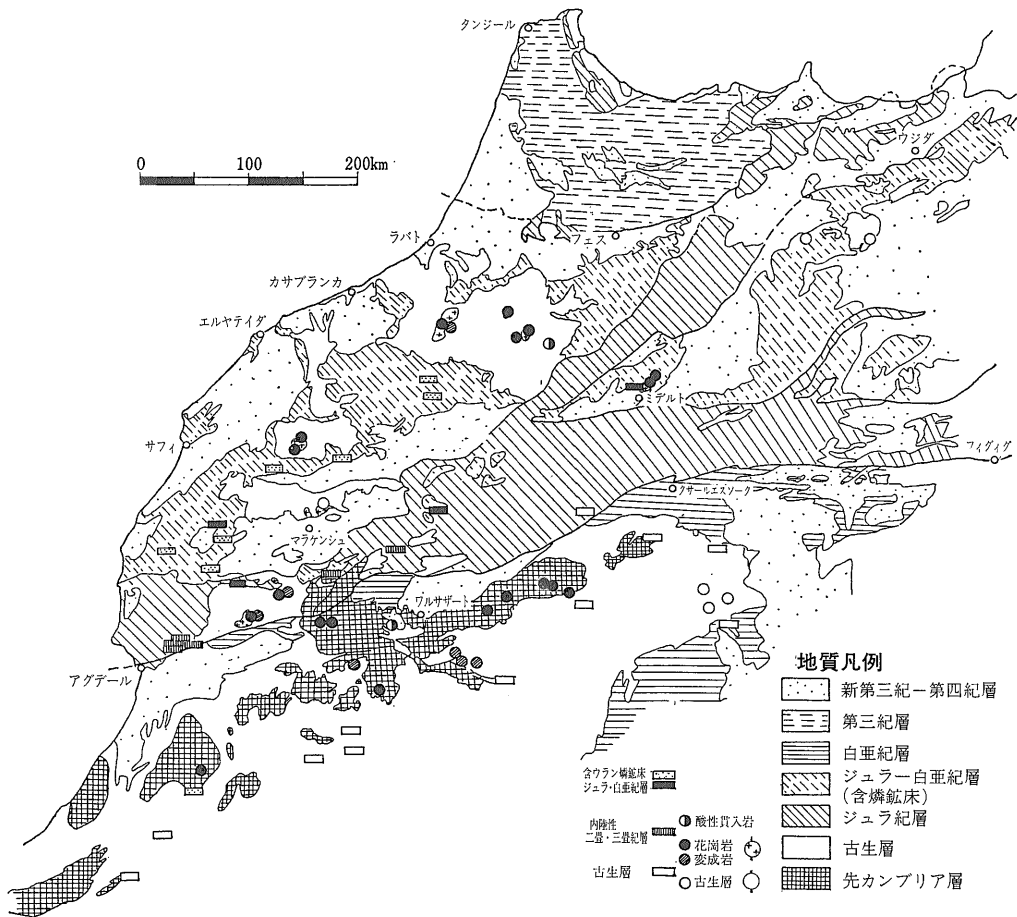 タンジール
ウジダ
0 100 200km
ラバト
フェス
カサブランカ
エルヤテイダ
ミデルト
サフィ
フィグイグ
クサールエスソーク
マラケシュ
ワルサザート
アグデール
地質凡例
新第三紀－第四紀層
第三紀層
白亜紀層
ジュラー白亜紀層
(含燐鉱床)
ジュラ紀層
古生層
先カンブリア層
含ウラン燐鉱床
ジュラ・白亜紀層
内陸性
二畳・三畳紀層
古生層
酸性貫入岩
花崗岩
変成岩
古生層